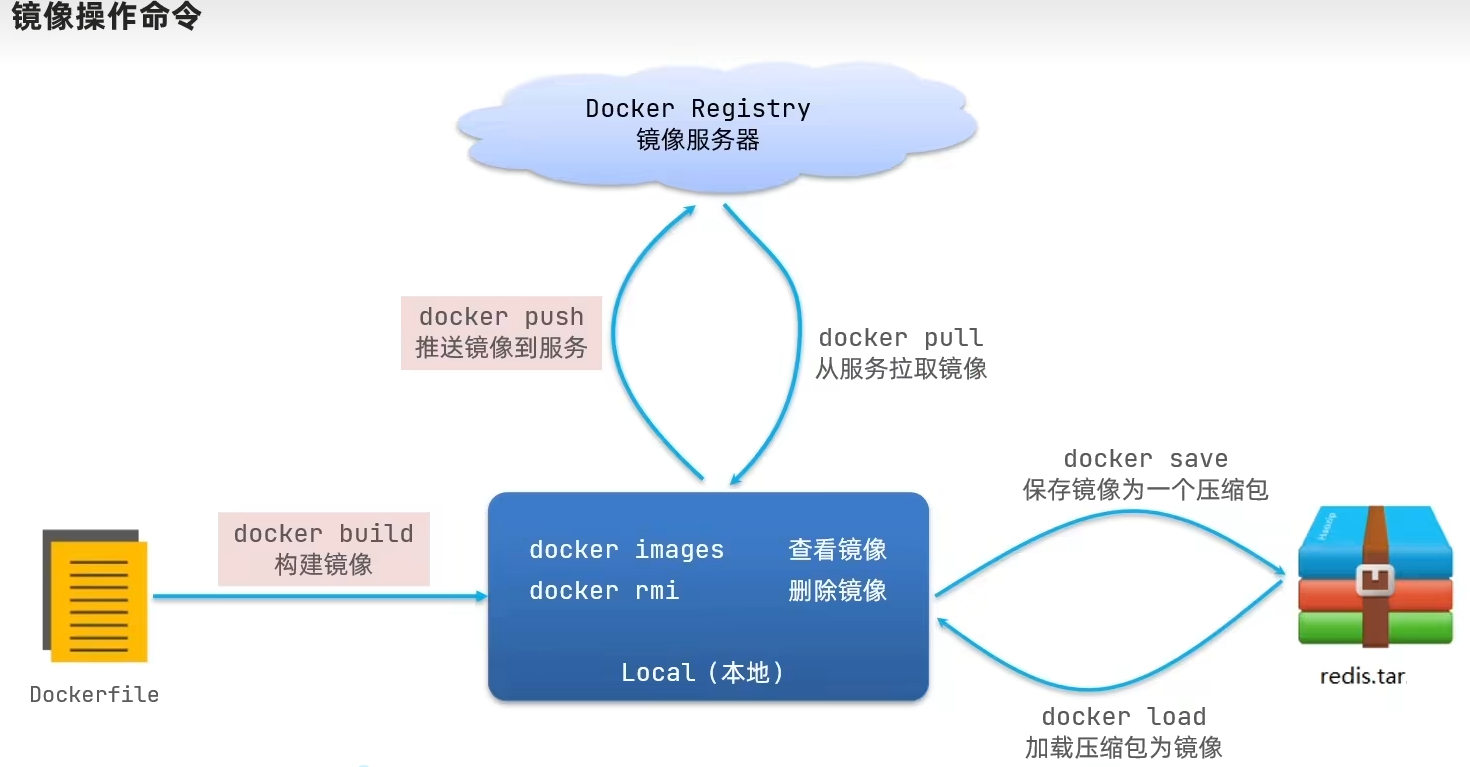 镜像操作命令
Docker Registry
镜像服务器
docker push
推送镜像到服务
docker pull
从服务拉取镜像
docker save
保存镜像为一个压缩包
docker build
构建镜像
docker images 查看镜像
docker rmi 删除镜像
Local（本地）
Haozip
redis.tar
Dockerfile
docker load
加载压缩包为镜像